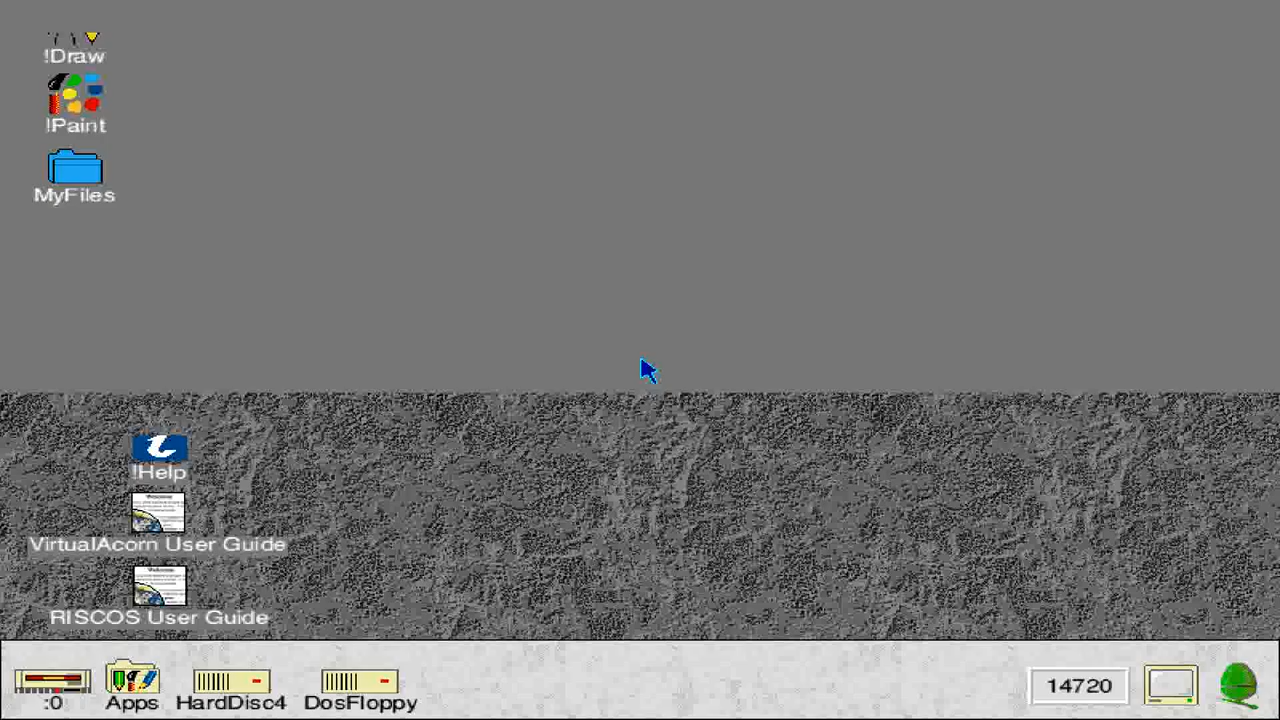 !Draw
!Paint
MyFiles
!Help
VirtualAcorn User Guide
RISCOS User Guide
:0
Apps
HardDisc4
DosFloppy
14720